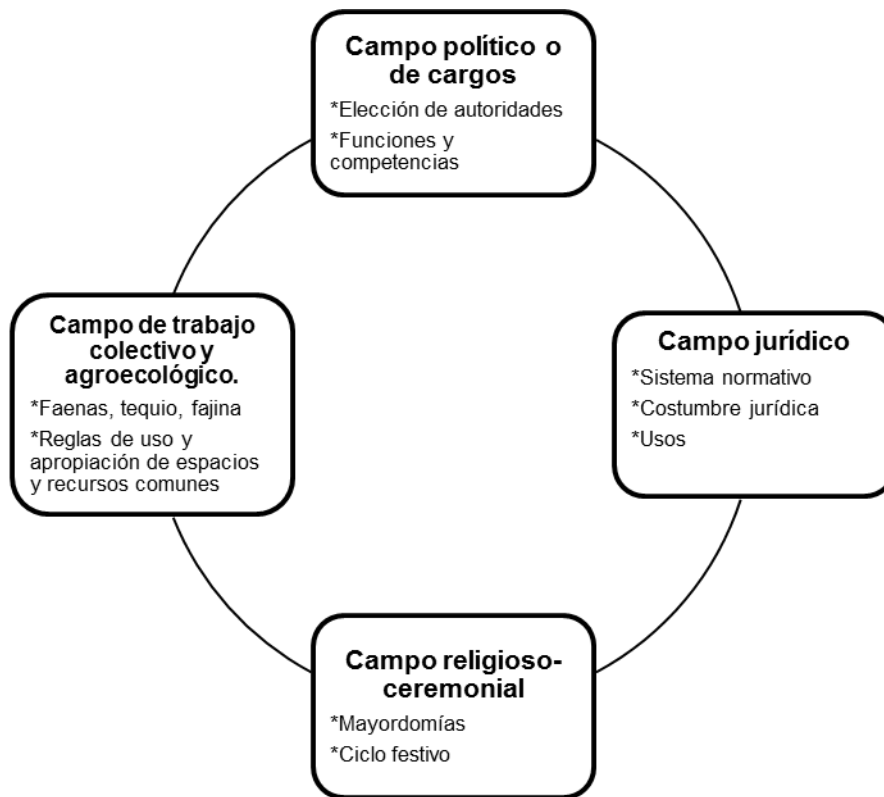 Campo político o
de cargos
*Elección de autoridades
*Funciones y
competencias
Campo de trabajo
colectivo y
agroecológico.
*Faenas, tequio, fajina
*Reglas de uso y
apropiación de espacios
y recursos comunes
Campo jurídico
*Sistema normativo
*Costumbre jurídica
*Usos
Campo religioso-
ceremonial
*Mayordomías
*Ciclo festivo